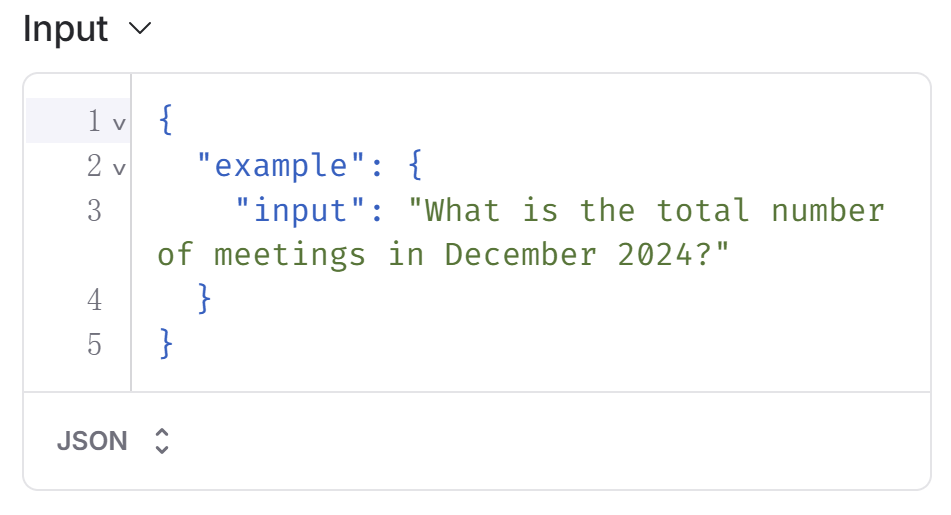 Input
1 {
2 "example": {
3 "input": "What is the total number
of meetings in December 2024?"
4 }
5 }
JSON